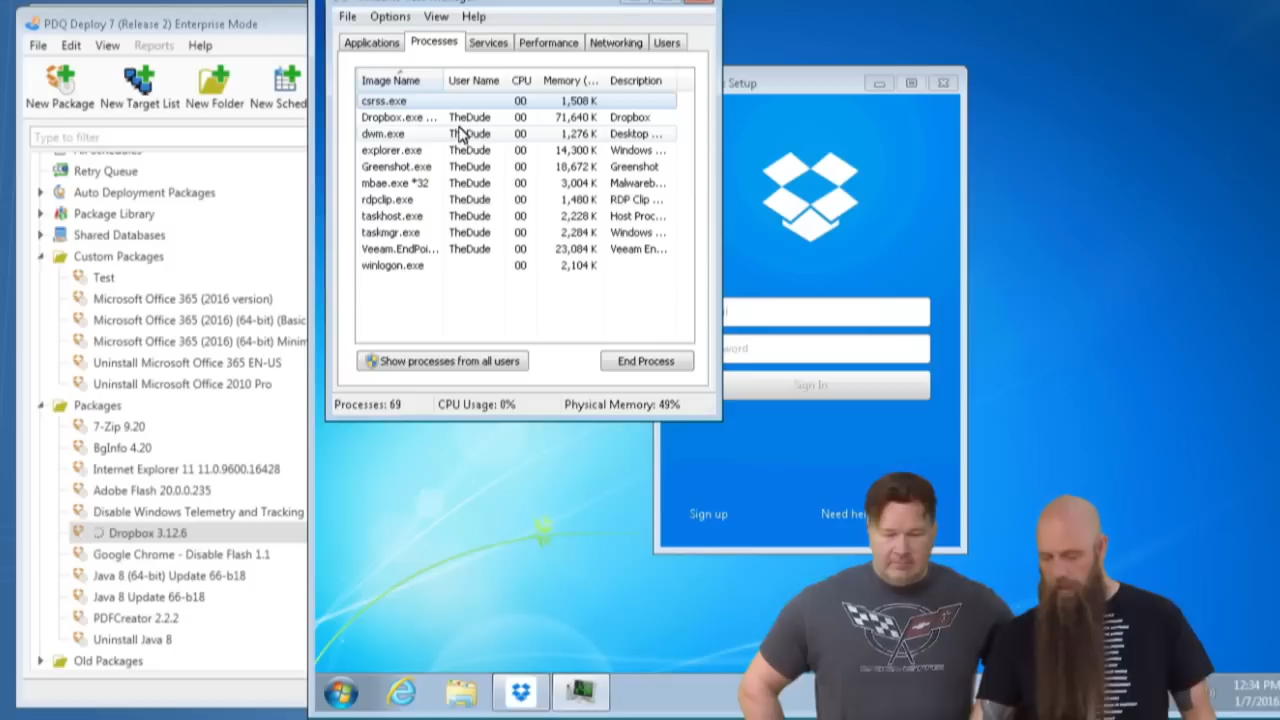 PDQ Deploy 7 (Release 2) Enterprise Mode
File Edit View Reports Help
New Package New Target List New Folder New Sched
Type to filter
Retry Queue
Auto Deployment Packages
Package Library
Shared Databases
Custom Packages
Test
Microsoft Office 365 (2016 version)
Microsoft Office 365 (2016) (64-bit) (Basic
Microsoft Office 365 (2016) (64-bit) Minim
Uninstall Microsoft Office 365 EN-US
Uninstall Microsoft Office 2010 Pro
Packages
7-Zip 9.20
BgInfo 4.20
Internet Explorer 11 11.0.9600.16428
Adobe Flash 20.0.0.235
Disable Windows Telemetry and Tracking
Dropbox 3.12.6
Google Chrome - Disable Flash 1.1
Java 8 (64-bit) Update 66-b18
Java 8 Update 66-b18
PDFCreator 2.2.2
Uninstall Java 8
Old Packages
File Options View Help
Applications Processes Services Performance Networking Users
Image Name User Name CPU Memory (... Description
csrss.exe 00 1,508 K
Dropbox.exe ... TheDude 00 71,640 K Dropbox
dwm.exe TheDude 00 1,276 K Desktop ...
explorer.exe TheDude 00 14,300 K Windows ...
Greenshot.exe TheDude 00 18,672 K Greenshot
mbae.exe *32 TheDude 00 3,004 K Malwareb...
rdpclip.exe TheDude 00 1,480 K RDP Clip ...
taskhost.exe TheDude 00 2,228 K Host Proc...
taskmgr.exe TheDude 00 2,284 K Windows ...
Veeam.EndPoi... TheDude 00 23,084 K Veeam En...
winlogon.exe 00 2,104 K
Show processes from all users End Process
Processes: 69 CPU Usage: 0% Physical Memory: 49%
Setup
Sign In
Sign up Need hel
12:34 PM
1/7/2016